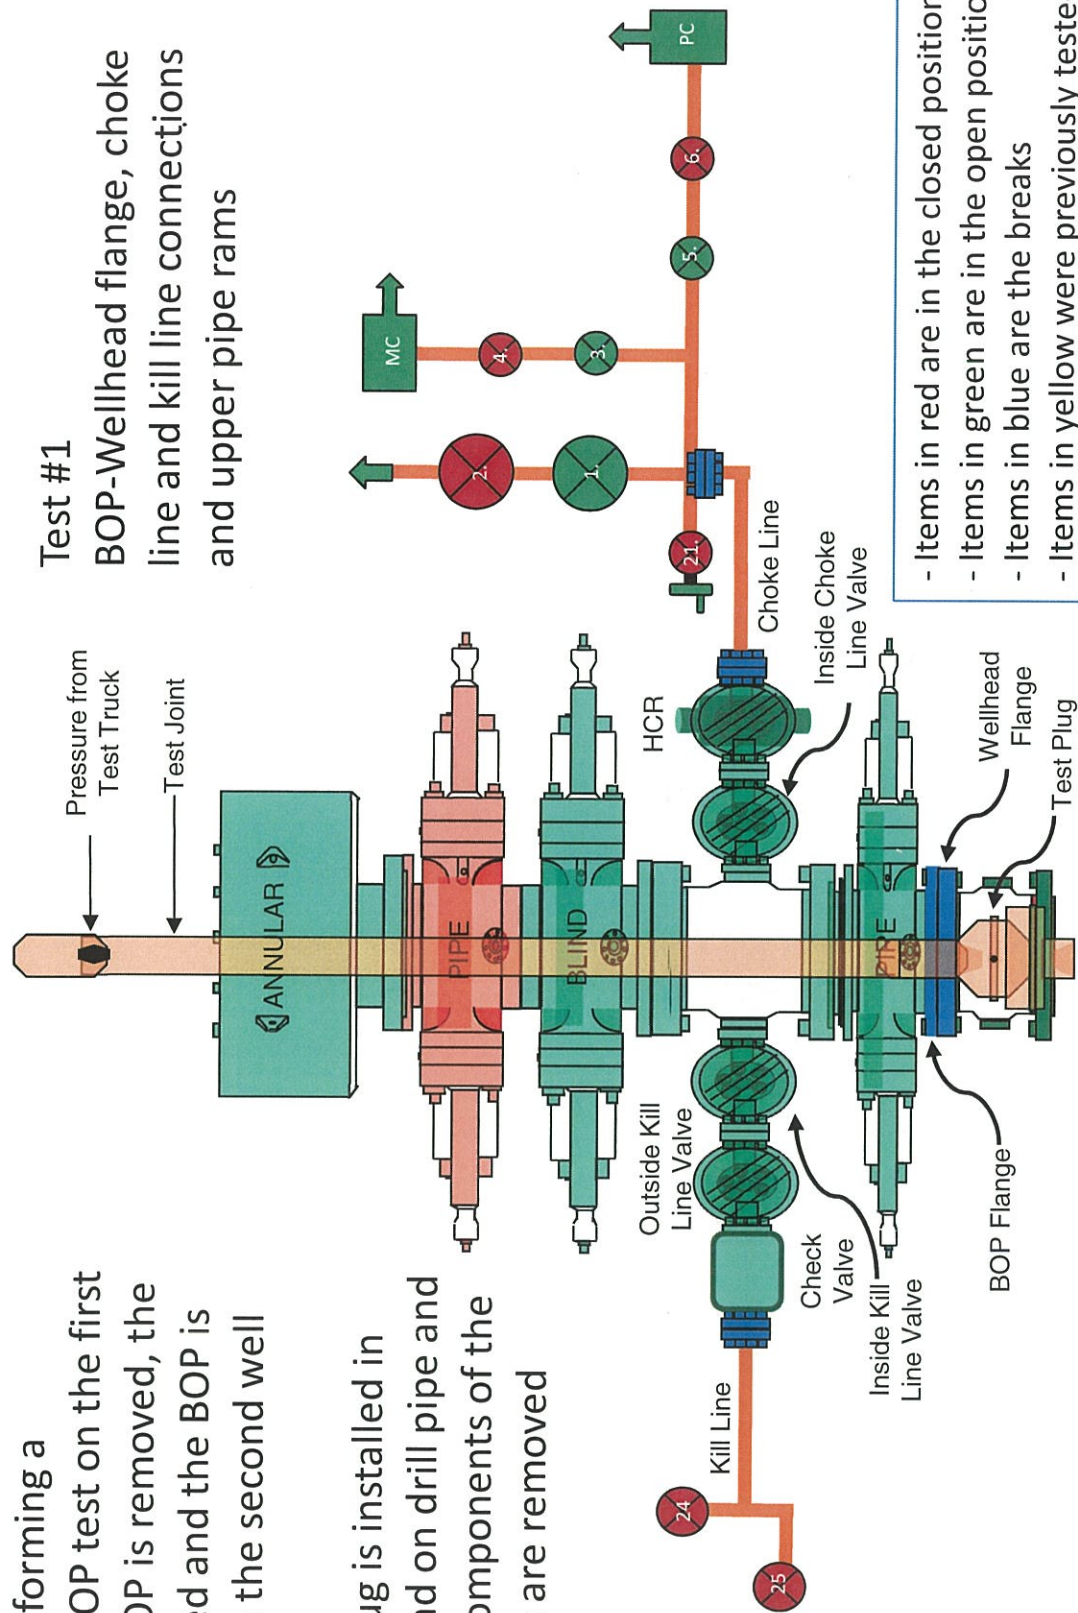 forming a
OP test on the first
OP is removed, the
ed and the BOP is
the second well
ug is installed in
nd on drill pipe and
omponents of the
are removed
Test #1
BOP-Wellhead flange, choke
line and kill line connections
and upper pipe rams
Pressure from
Test Truck
Test Joint
ANNULAR
PIPE
BLIND
PIPE
Outside Kill
Line Valve
HCR
Check
Valve
Inside Kill
Line Valve
Inside Choke
Line Valve
Kill Line
Choke Line
BOP Flange
Wellhead
Flange
Test Plug
24
25
21.
1.
2.
3.
4.
5.
6.
MC
PC
- Items in red are in the closed position
- Items in green are in the open positio
- Items in blue are the breaks
- Items in yellow were previously teste